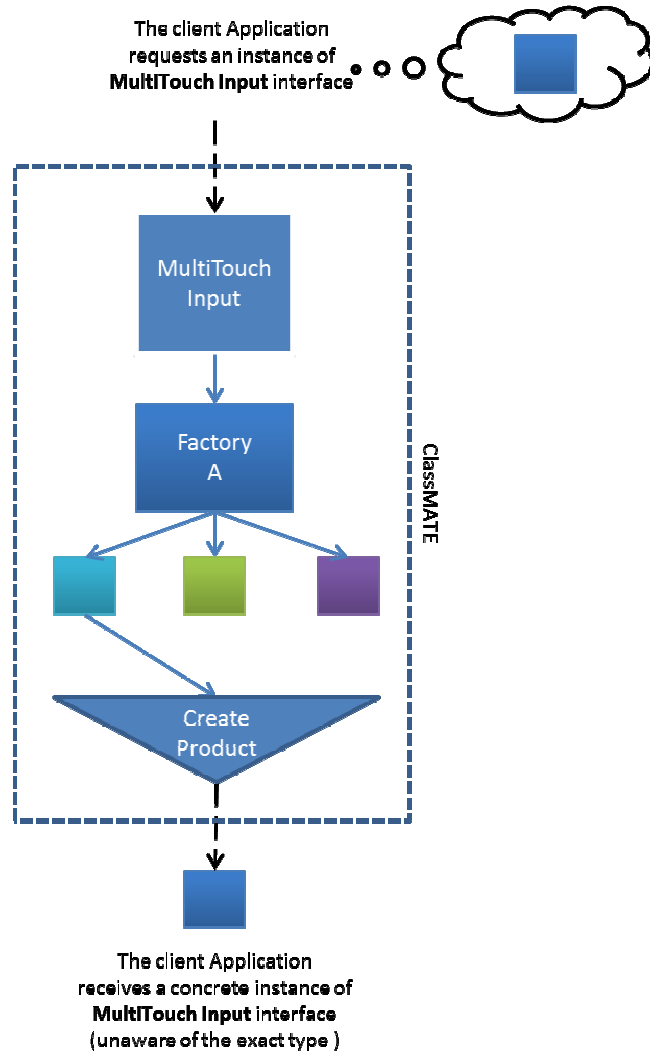 The client Application
requests an instance of
MultITouch Input interface
MultiTouch
Input
Factory
A
ClassMATE
Create
Product
The client Application
receives a concrete instance of
MultITouch Input interface
(unaware of the exact type )